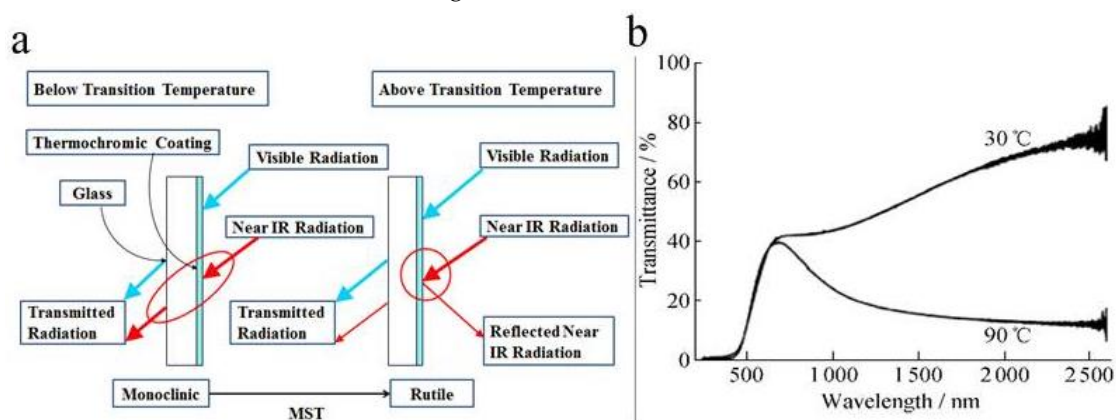 a
Below Transition Temperature
Above Transition Temperature
Thermochromic Coating
Visible Radiation
Visible Radiation
Glass
Near IR Radiation
Near IR Radiation
Transmitted
Radiation
Transmitted
Radiation
Reflected Near
IR Radiation
Monoclinic
Rutile
MST
b
Transmittance / %
100
80
60
40
20
0
30 ℃
90 ℃
500
1 000
1 500
2 000
2 500
Wavelength / nm